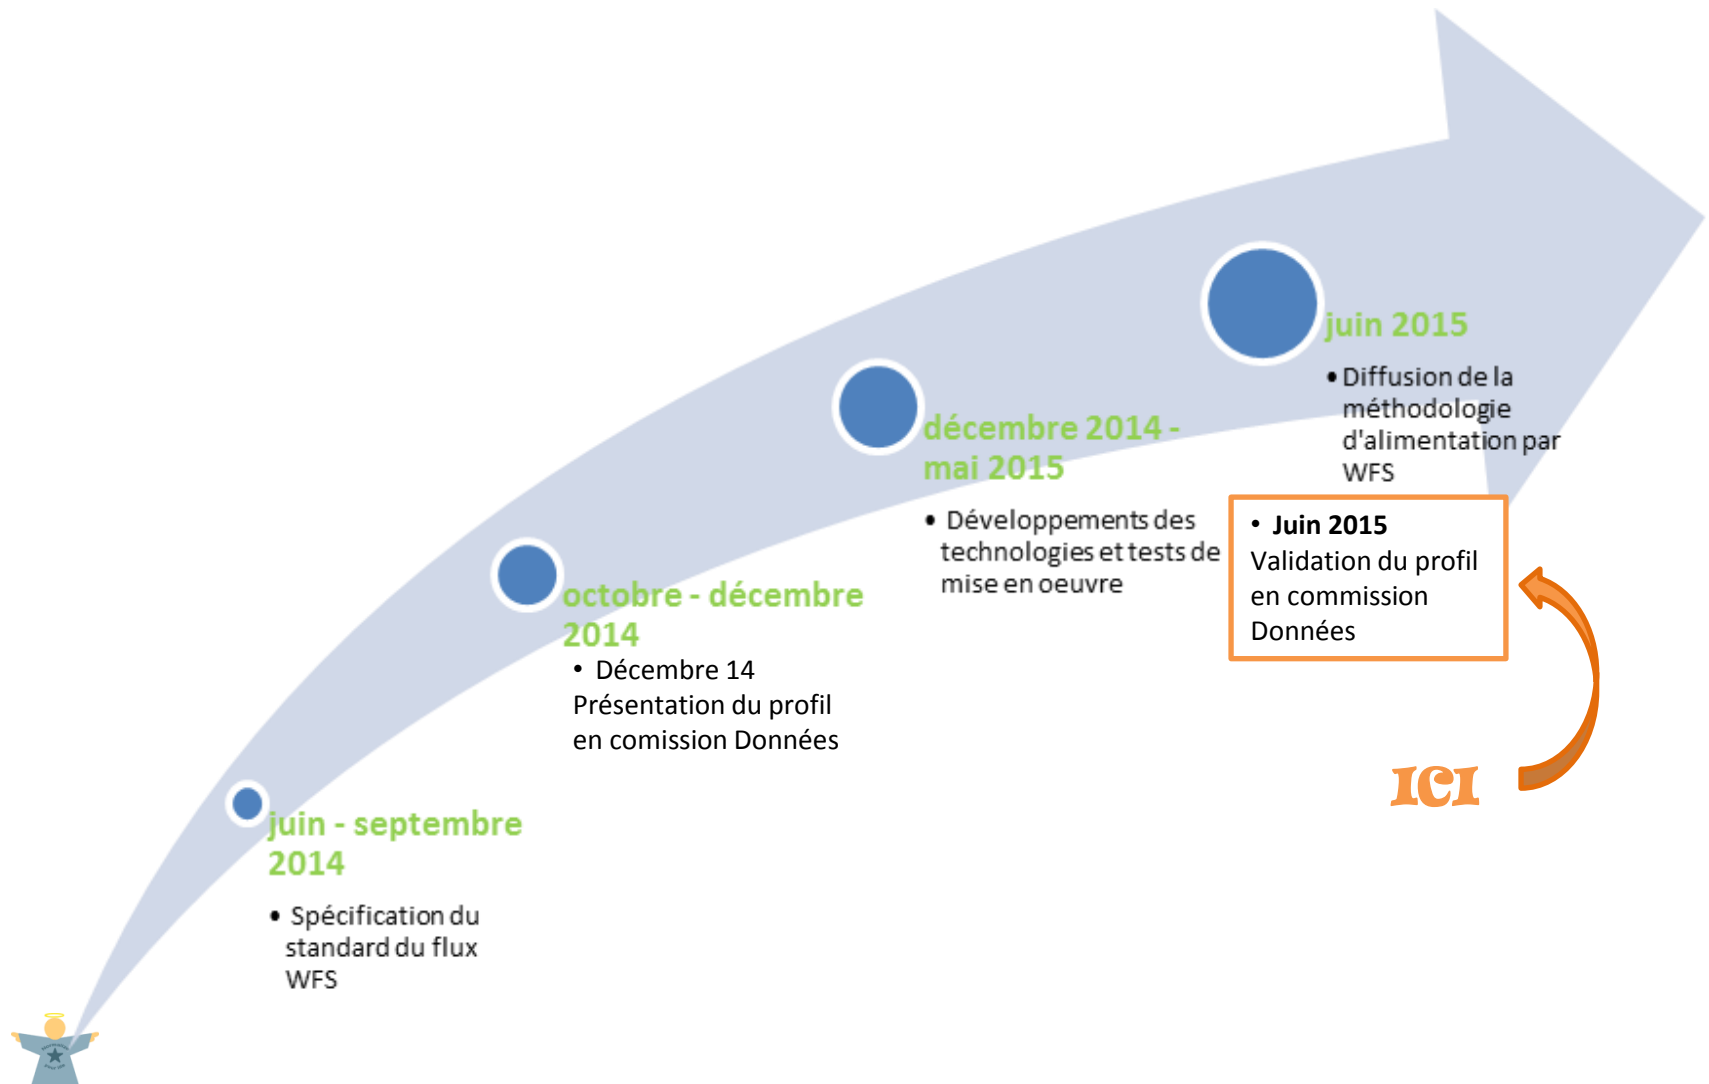 juin 2015
• Diffusion de la
méthodologie
d'alimentation par
WFS
décembre 2014 -
mai 2015
• Développements des
technologies et tests de
mise en oeuvre
• Juin 2015
Validation du profil
en commission
Données
octobre - décembre
2014
• Décembre 14
Présentation du profil
en comission Données
ICI
juin - septembre
2014
• Spécification du
standard du flux
WFS